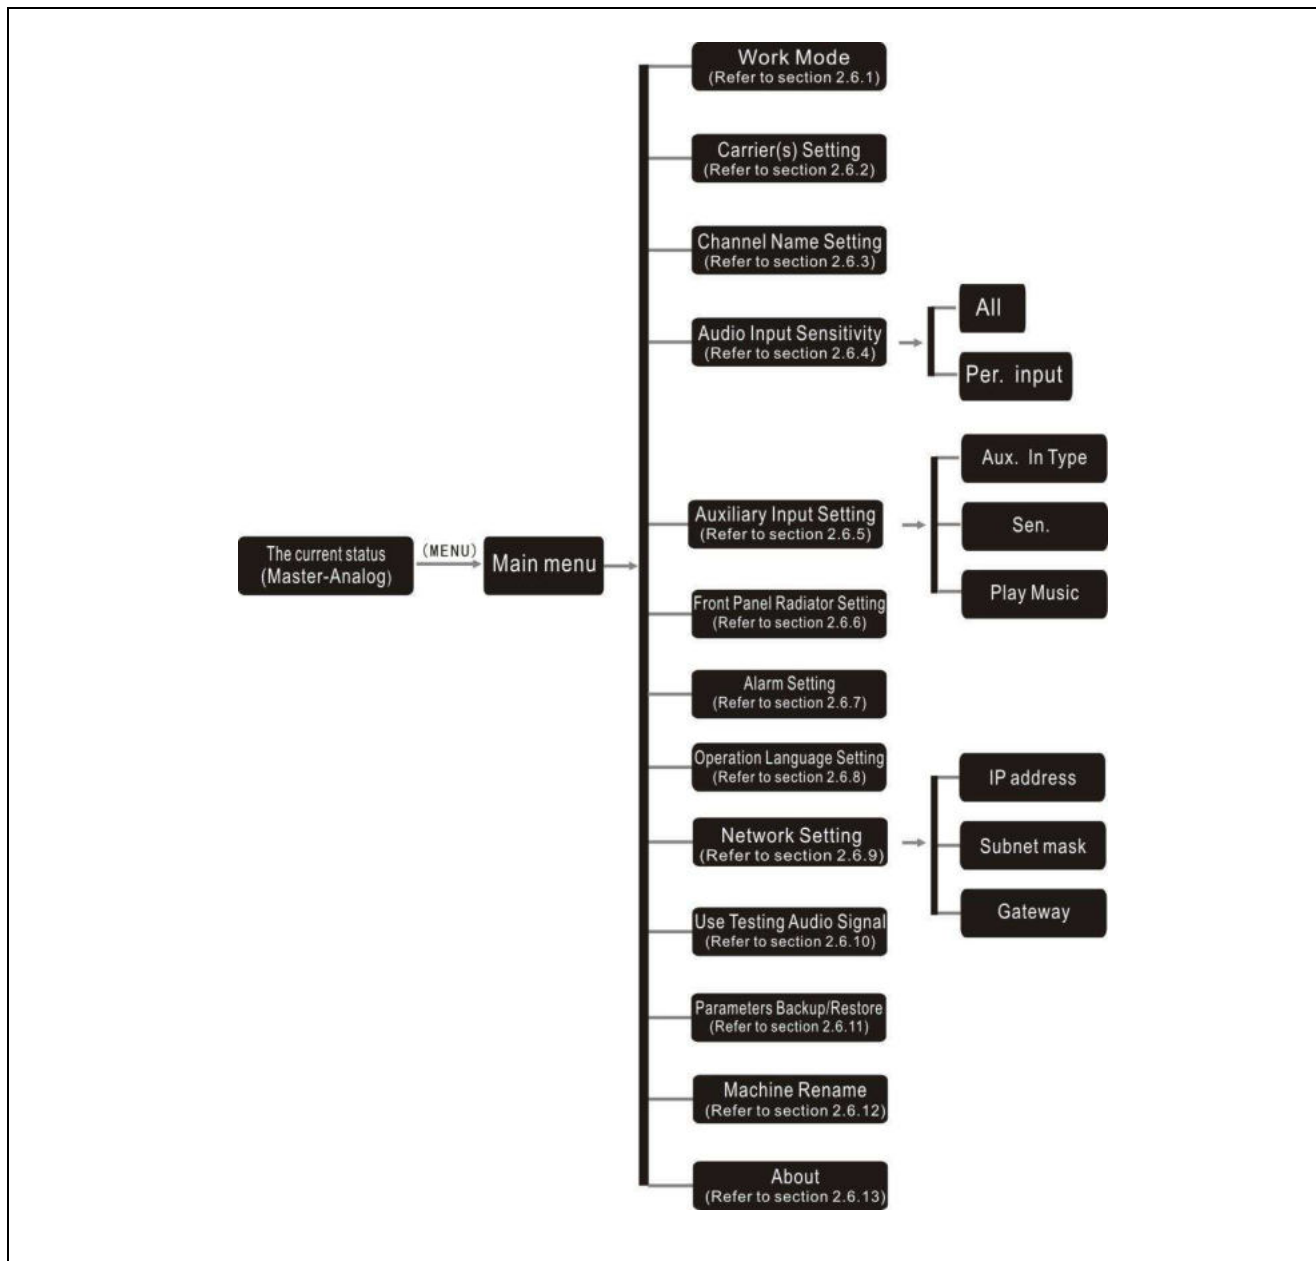 The current status
(Master-Analog)
(MENU)
Main menu
Work Mode
(Refer to section 2.6.1)
Carrier(s) Setting
(Refer to section 2.6.2)
Channel Name Setting
(Refer to section 2.6.3)
Audio Input Sensitivity
(Refer to section 2.6.4)
All
Per. input
Auxiliary Input Setting
(Refer to section 2.6.5)
Aux. In Type
Sen.
Play Music
Front Panel Radiator Setting
(Refer to section 2.6.6)
Alarm Setting
(Refer to section 2.6.7)
Operation Language Setting
(Refer to section 2.6.8)
Network Setting
(Refer to section 2.6.9)
IP address
Subnet mask
Gateway
Use Testing Audio Signal
(Refer to section 2.6.10)
Parameters Backup/Restore
(Refer to section 2.6.11)
Machine Rename
(Refer to section 2.6.12)
About
(Refer to section 2.6.13)